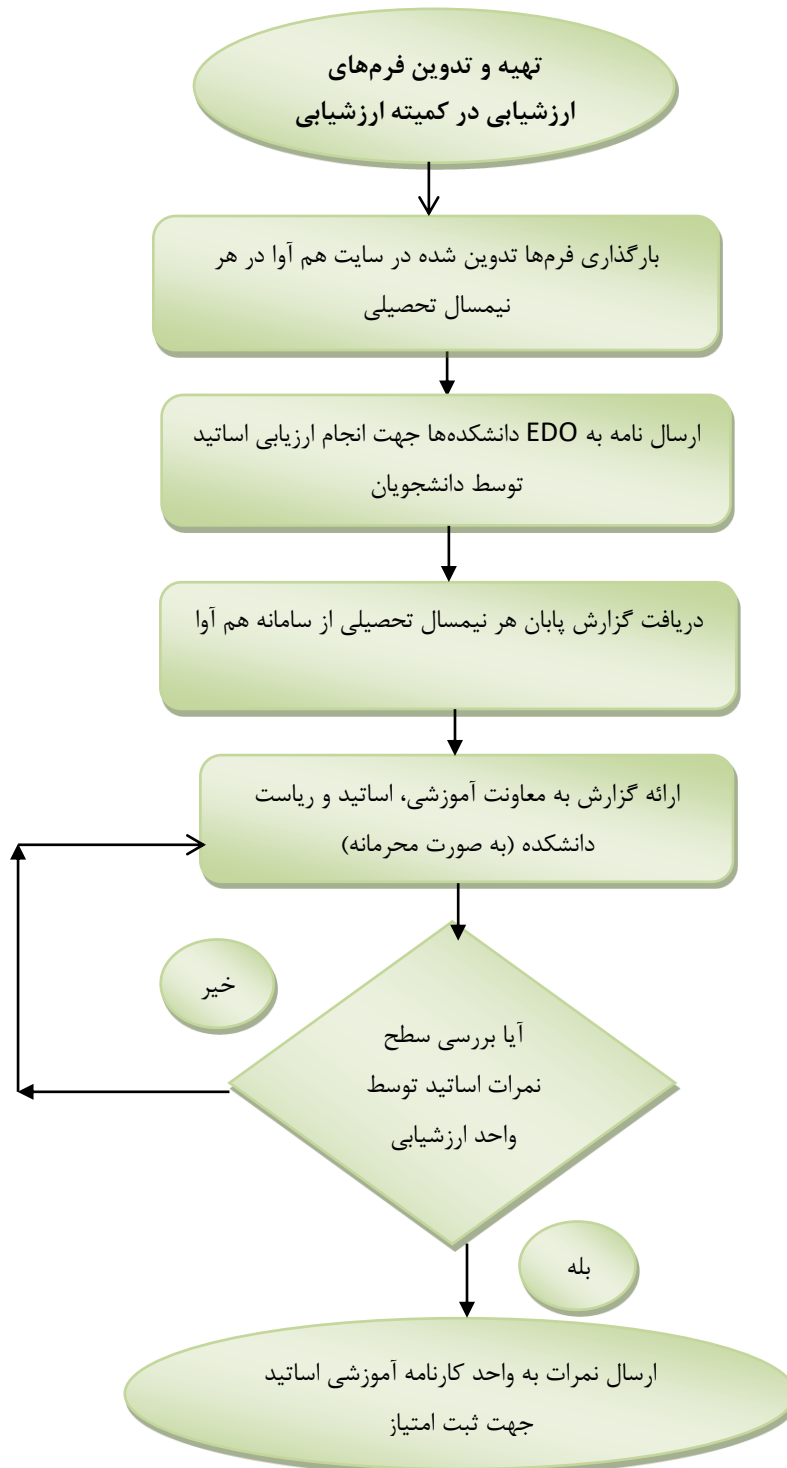 تهیه و تدوین فرم‌های
ارزشیابی در کمیته ارزشیابی
بارگذاری فرم‌ها تدوین شده در سایت هم آوا در هر
نیمسال تحصیلی
ارسال نامه به EDO دانشکده‌ها جهت انجام ارزیابی اساتید
توسط دانشجویان
دریافت گزارش پابان هر نیمسال تحصیلی از سامانه هم آوا
ارائه گزارش به معاونت آموزشی، اساتید و ریاست
دانشکده (به صورت محرمانه)
خیر
آیا بررسی سطح
نمرات اساتید توسط
واحد ارزشیابی
بله
ارسال نمرات به واحد کارنامه آموزشی اساتید
جهت ثبت امتیاز